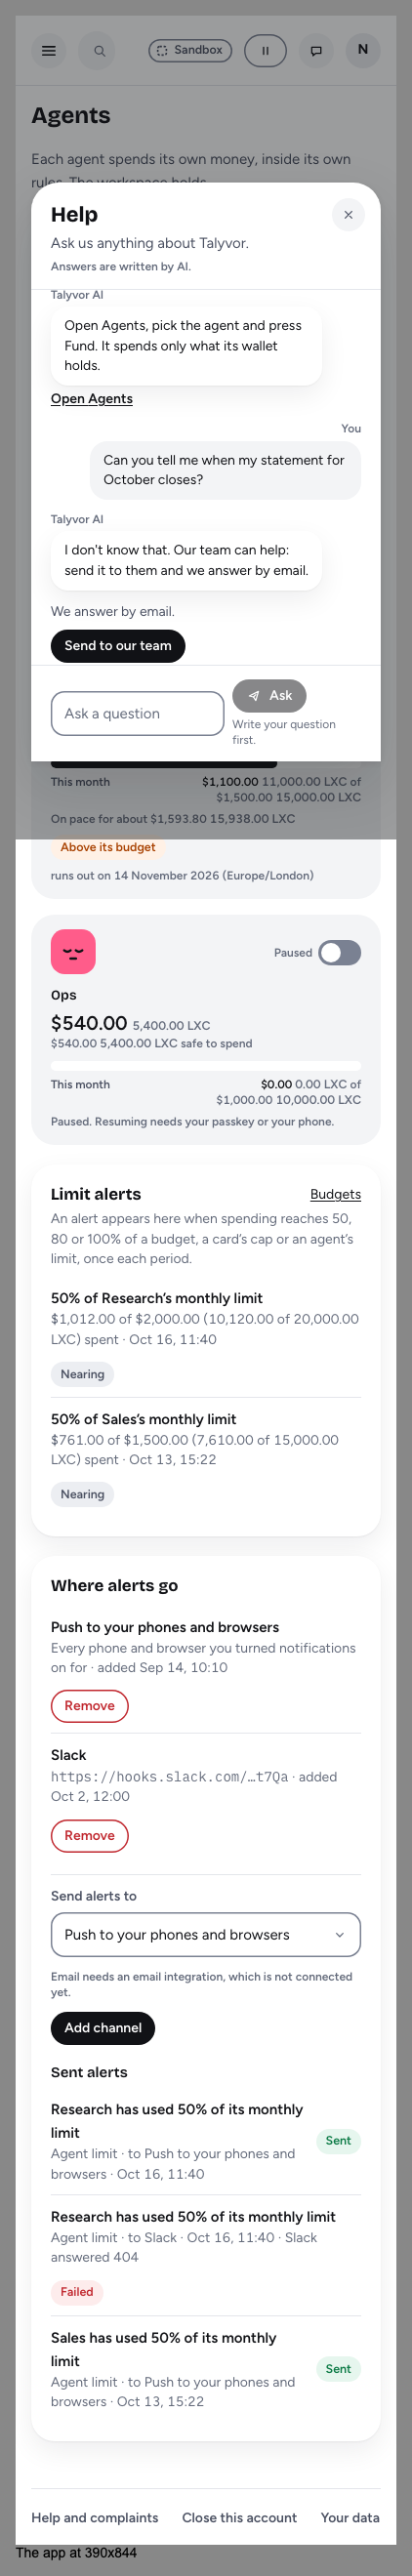 Sandbox
N
Agents
Each agent spends its own money, inside its own
rules. The workspace holds
Help
Ask us anything about Talyvor.
Answers are written by AI.
Talyvor AI
Open Agents, pick the agent and press
Fund. It spends only what its wallet
holds.
Open Agents
You
Can you tell me when my statement for
October closes?
Talyvor AI
I don't know that. Our team can help:
send it to them and we answer by email.
We answer by email.
Send to our team
Ask a question
Ask
Write your question
first.
This month
$1,100.00 11,000.00 LXC of
$1,500.00 15,000.00 LXC
On pace for about $1,593.80 15,938.00 LXC
Above its budget
runs out on 14 November 2026 (Europe/London)
Paused
Ops
$540.00 5,400.00 LXC
$540.00 5,400.00 LXC safe to spend
This month
$0.00 0.00 LXC of
$1,000.00 10,000.00 LXC
Paused. Resuming needs your passkey or your phone.
Limit alerts
Budgets
An alert appears here when spending reaches 50,
80 or 100% of a budget, a card's cap or an agent's
limit, once each period.
50% of Research’s monthly limit
$1,012.00 of $2,000.00 (10,120.00 of 20,000.00
LXC) spent · Oct 16, 11:40
Nearing
50% of Sales’s monthly limit
$761.00 of $1,500.00 (7,610.00 of 15,000.00
LXC) spent · Oct 13, 15:22
Nearing
Where alerts go
Push to your phones and browsers
Every phone and browser you turned notifications
on for · added Sep 14, 10:10
Remove
Slack
https://hooks.slack.com/…t7Qa · added
Oct 2, 12:00
Remove
Send alerts to
Push to your phones and browsers
Email needs an email integration, which is not connected
yet.
Add channel
Sent alerts
Research has used 50% of its monthly
limit
Agent limit · to Push to your phones and
browsers · Oct 16, 11:40
Sent
Research has used 50% of its monthly limit
Agent limit · to Slack · Oct 16, 11:40 · Slack
answered 404
Failed
Sales has used 50% of its monthly
limit
Agent limit · to Push to your phones and
browsers · Oct 13, 15:22
Sent
Help and complaints
Close this account
Your data
The app at 390x844